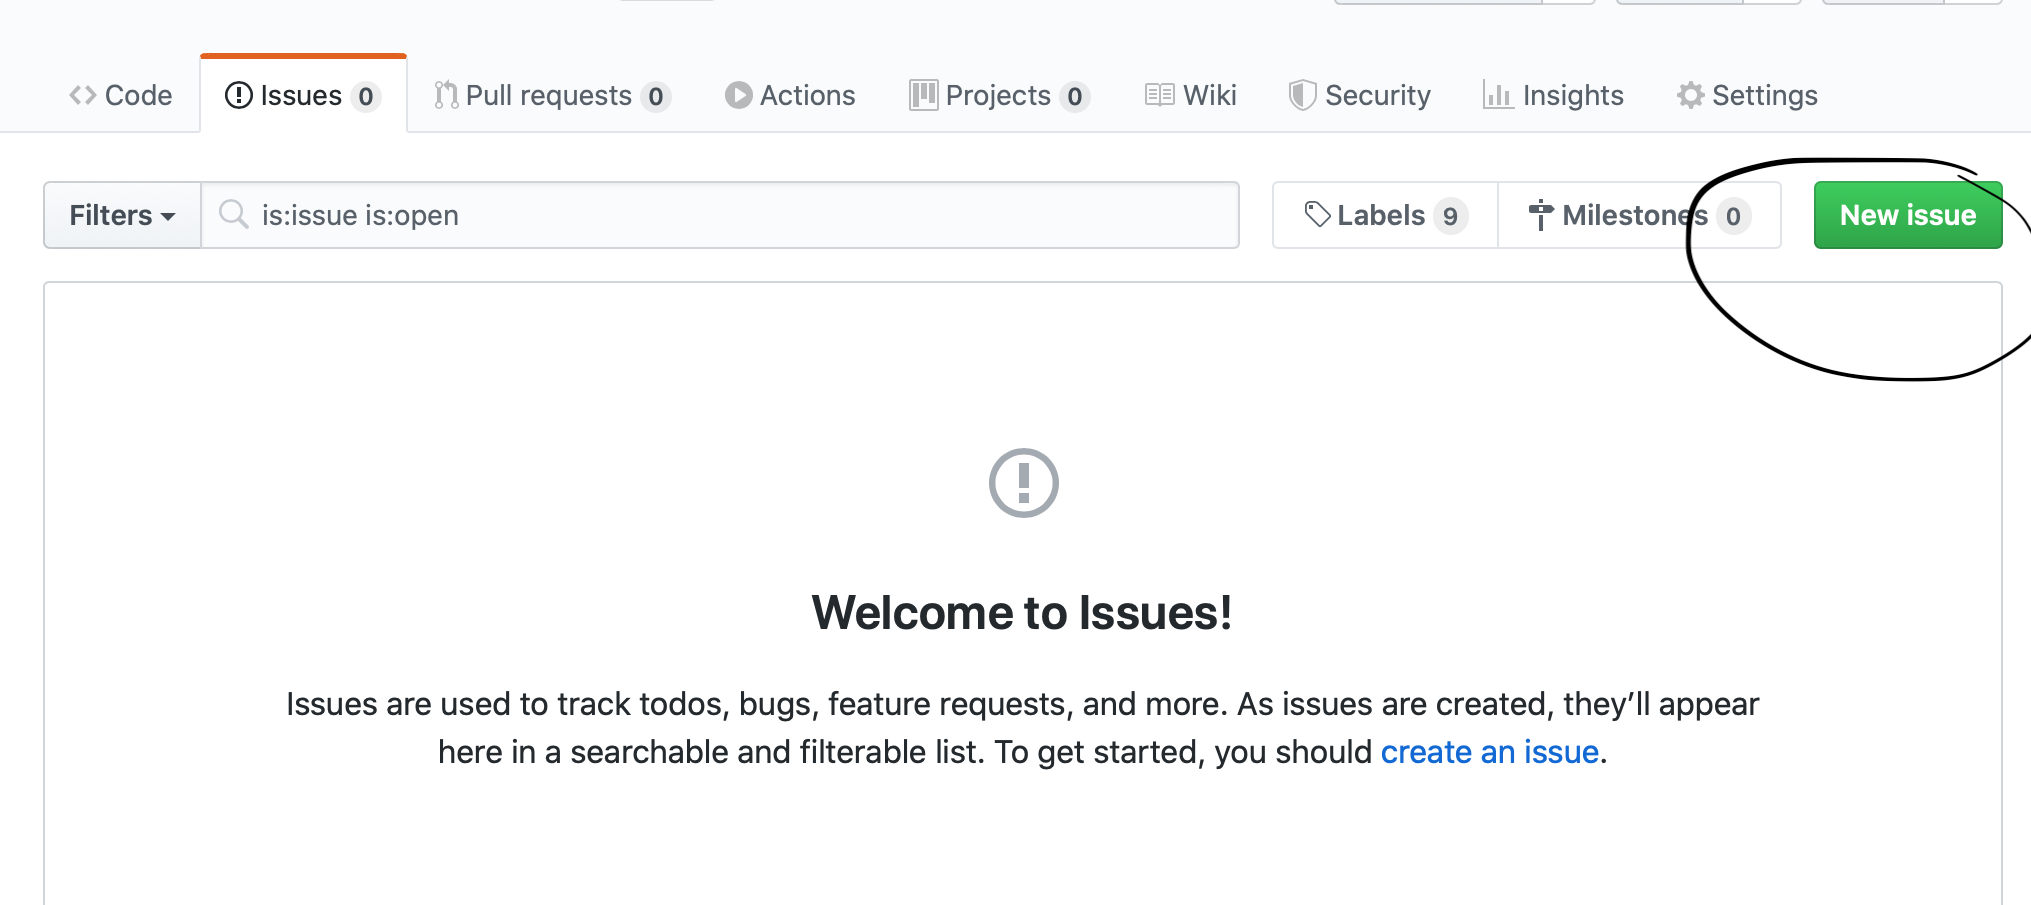 Code Issues 0 Pull requests 0 Actions Projects 0 Wiki Security Insights Settings
Filters is:issue is:open Labels 9 Milestones 0 New issue
Welcome to Issues!
Issues are used to track todos, bugs, feature requests, and more. As issues are created, they’ll appear
here in a searchable and filterable list. To get started, you should create an issue.